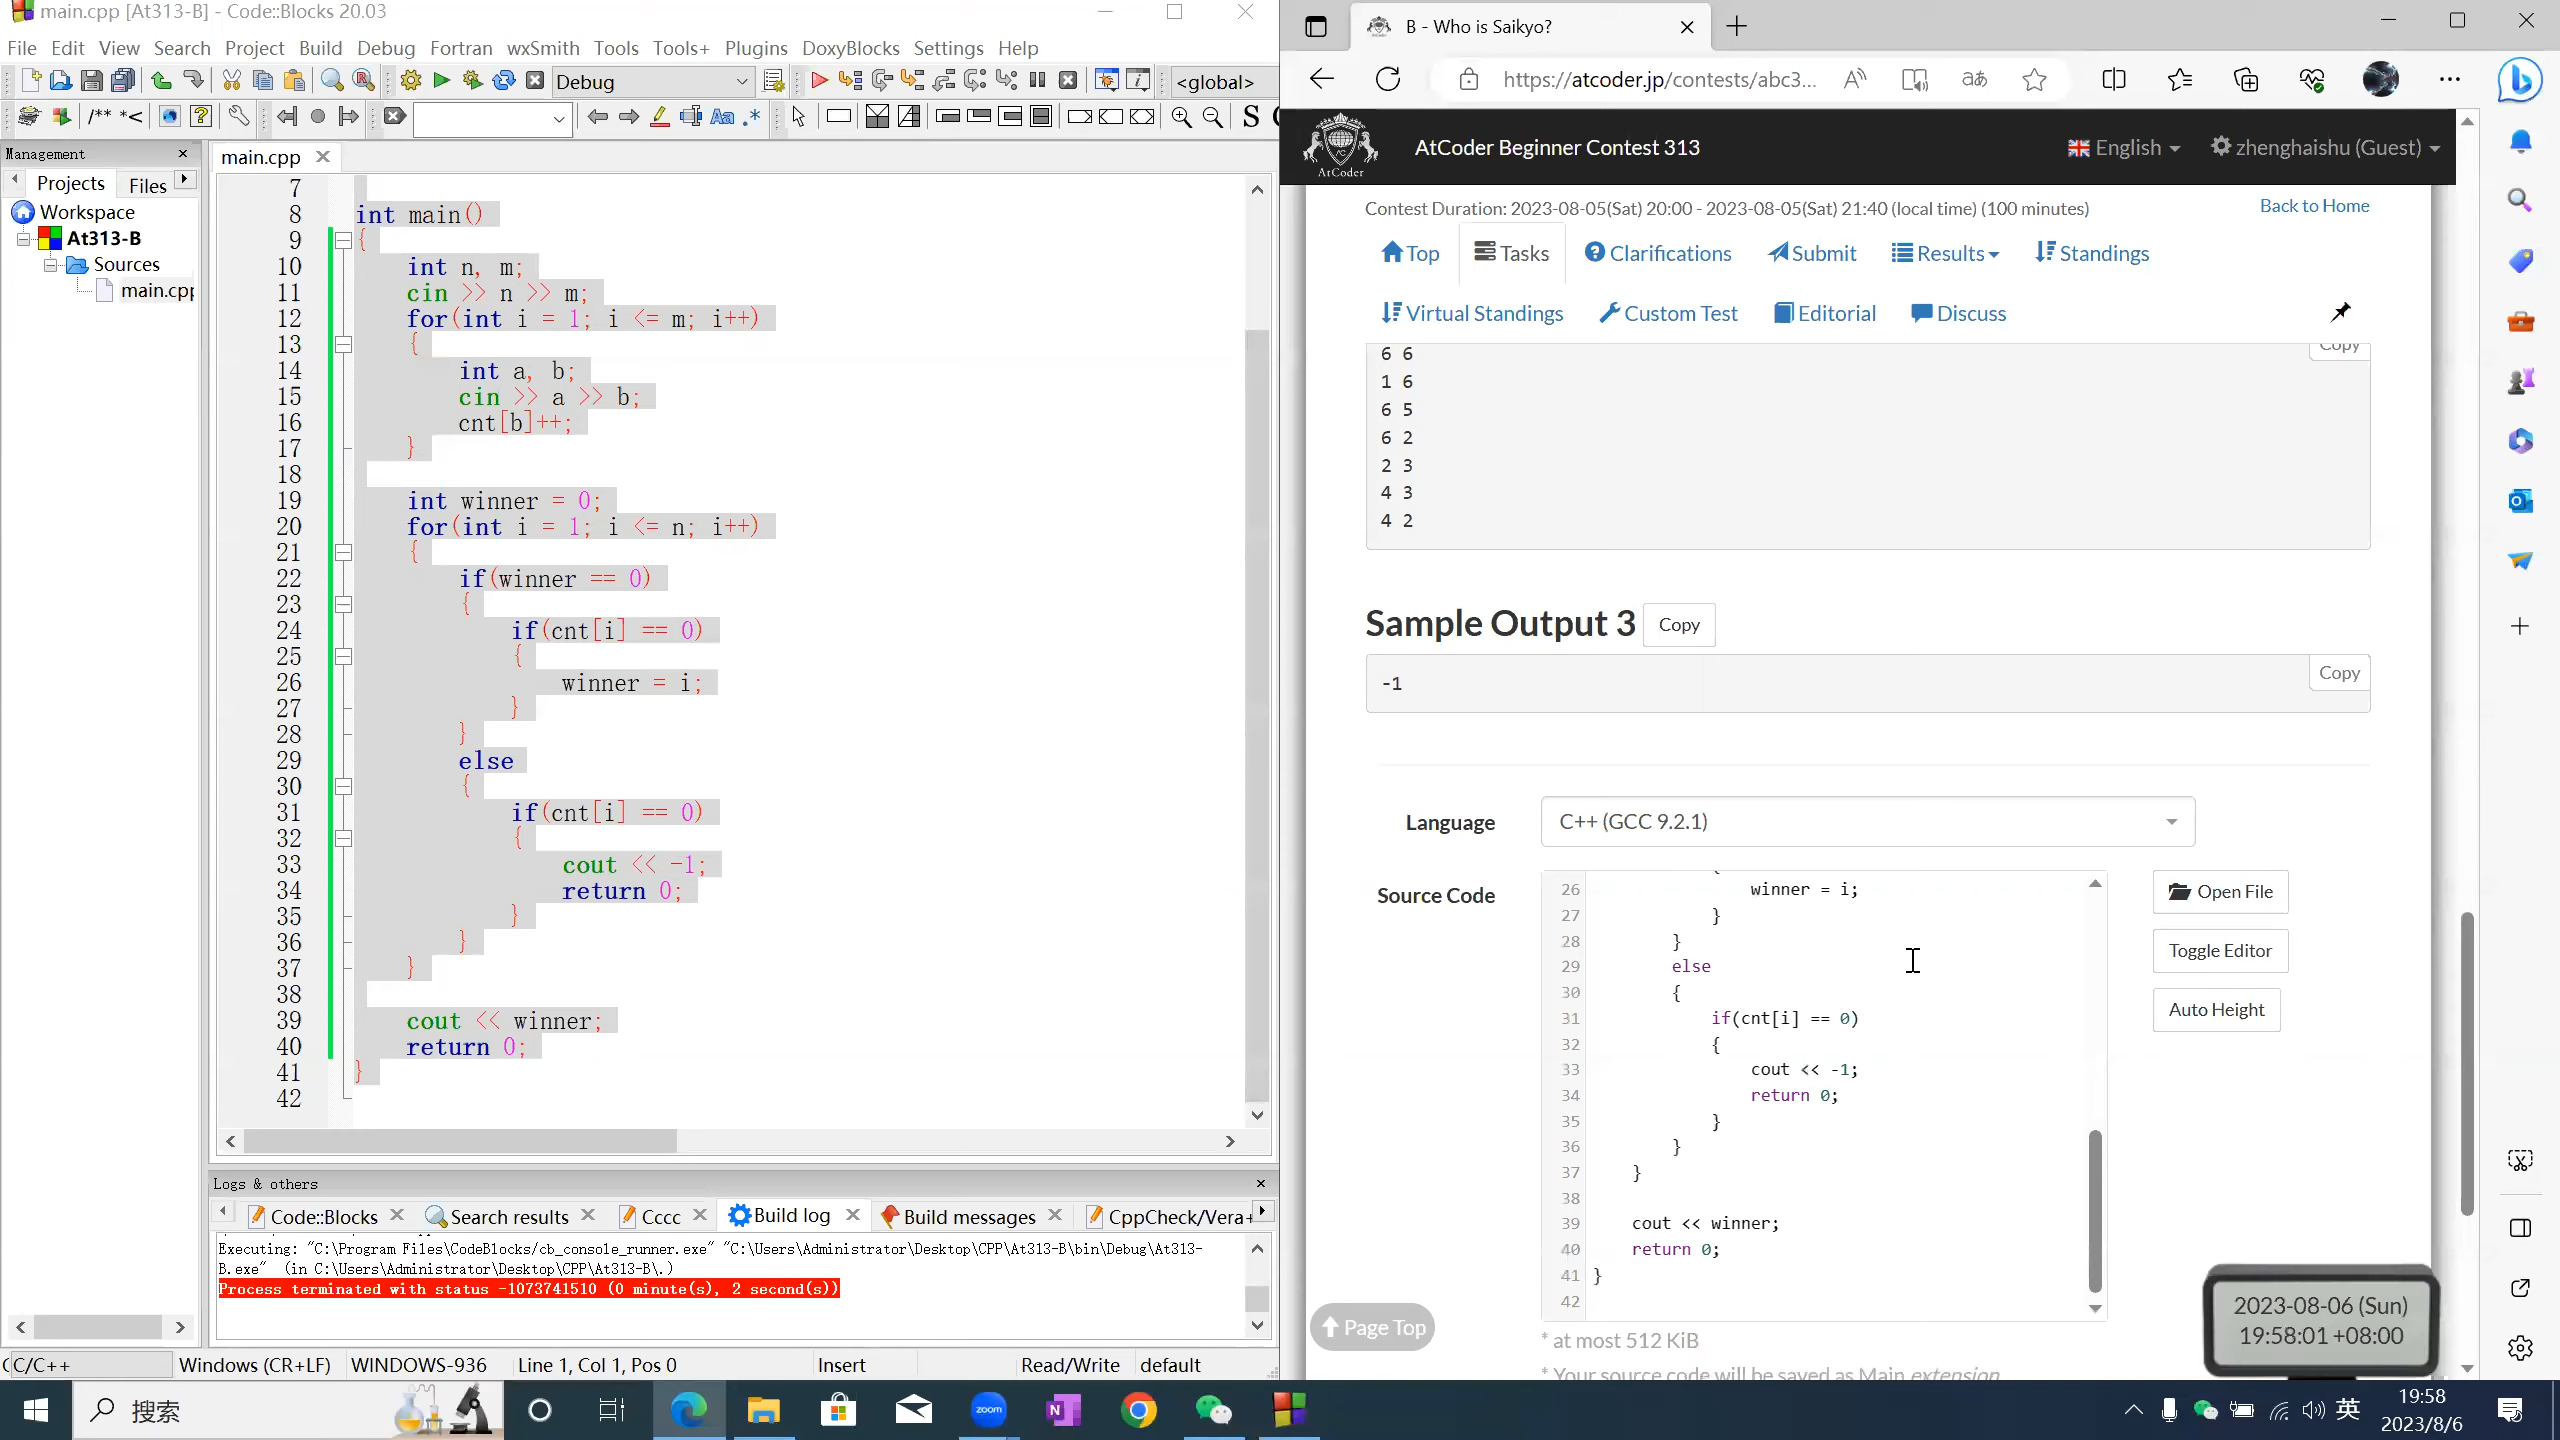 main.cpp [At313-B] - Code::Blocks 20.03
File Edit View Search Project Build Debug Fortran wxSmith Tools Tools+ Plugins DoxyBlocks Settings Help
Debug
<global>
/** *<
Aa .*
S
Management
Projects Files
Workspace
At313-B
Sources
main.cpp
main.cpp
7
8 int main()
9 {
10 int n, m;
11 cin >> n >> m;
12 for(int i = 1; i <= m; i++)
13 {
14 int a, b;
15 cin >> a >> b;
16 cnt[b]++;
17 }
18
19 int winner = 0;
20 for(int i = 1; i <= n; i++)
21 {
22 if(winner == 0)
23 {
24 if(cnt[i] == 0)
25 {
26 winner = i;
27 }
28 }
29 else
30 {
31 if(cnt[i] == 0)
32 {
33 cout << -1;
34 return 0;
35 }
36 }
37 }
38
39 cout << winner;
40 return 0;
41 }
42
Logs & others
Code::Blocks Search results Cccc Build log Build messages CppCheck/Vera+
Executing: "C:\Program Files\CodeBlocks/cb_console_runner.exe" "C:\Users\Administrator\Desktop\CPP\At313-B\bin\Debug\At313-
B.exe" (in C:\Users\Administrator\Desktop\CPP\At313-B\.)
Process terminated with status -1073741510 (0 minute(s), 2 second(s))
C/C++ Windows (CR+LF) WINDOWS-936 Line 1, Col 1, Pos 0 Insert Read/Write default
B - Who is Saikyo?
https://atcoder.jp/contests/abc3...
AtCoder
AtCoder Beginner Contest 313
English
zhenghaishu (Guest)
Contest Duration: 2023-08-05(Sat) 20:00 - 2023-08-05(Sat) 21:40 (local time) (100 minutes)
Back to Home
Top Tasks Clarifications Submit Results Standings
Virtual Standings Custom Test Editorial Discuss
Copy
6 6
1 6
6 5
6 2
2 3
4 3
4 2
Sample Output 3 Copy
-1
Copy
Language
C++ (GCC 9.2.1)
Source Code
26 winner = i;
27 }
28 }
29 else
30 {
31 if(cnt[i] == 0)
32 {
33 cout << -1;
34 return 0;
35 }
36 }
37 }
38
39 cout << winner;
40 return 0;
41 }
42
Open File
Toggle Editor
Auto Height
* at most 512 KiB
* Your source code will be saved as Main.extension
Page Top
2023-08-06 (Sun)
19:58:01 +08:00
搜索
zoom
英
19:58
2023/8/6